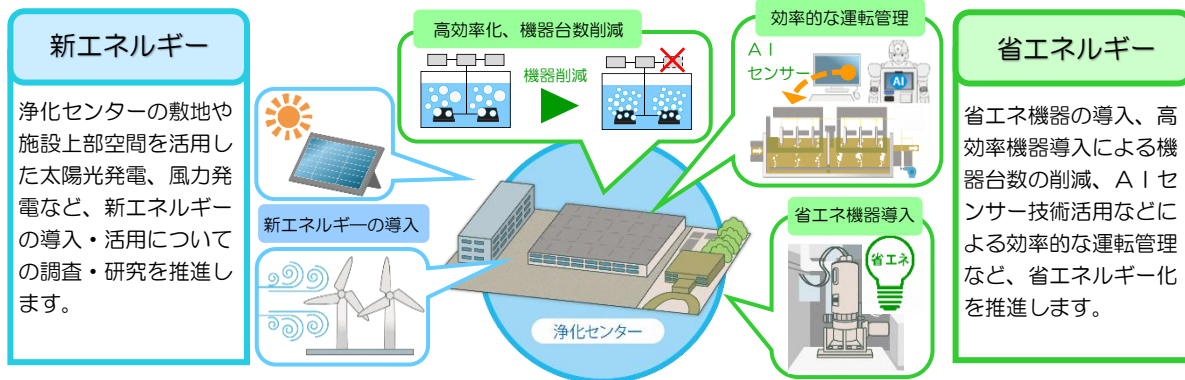 新エネルギー
浄化センターの敷地や
施設上部空間を活用し
た太陽光発電、風力発
電など、新エネルギー
の導入・活用について
の調査・研究を推進し
ます。
新エネルギーの導入
高効率化、機器台数削減
機器削減
効率的な運転管理
ＡＩ
センサー
AI
省エネ機器導入
省エネ
浄化センター
省エネルギー
省エネ機器の導入、高
効率機器導入による機
器台数の削減、ＡＩセ
ンサー技術活用などに
よる効率的な運転管理
など、省エネルギー化
を推進します。